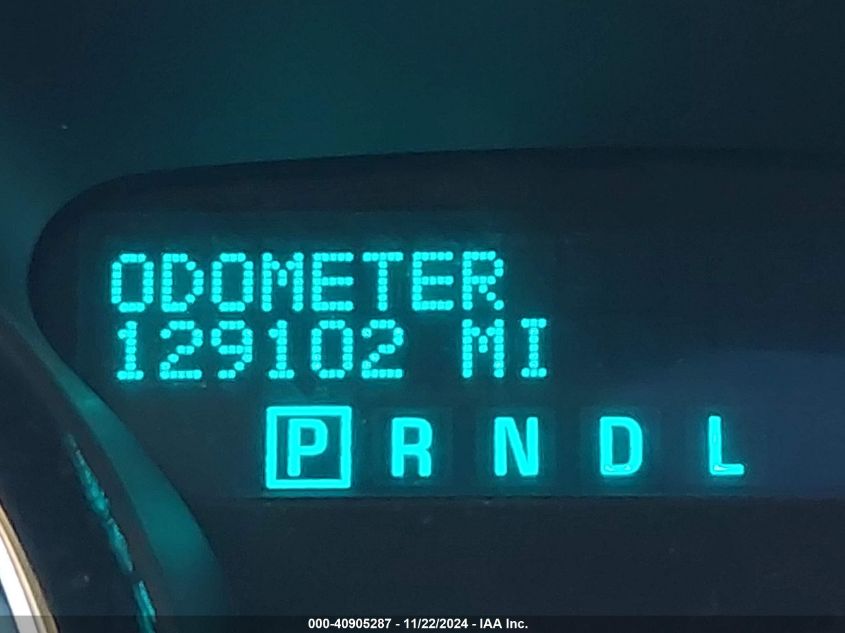 ODOMETER
129102 MI
P R N D L
000-40905287 - 11/22/2024 - IAA Inc.